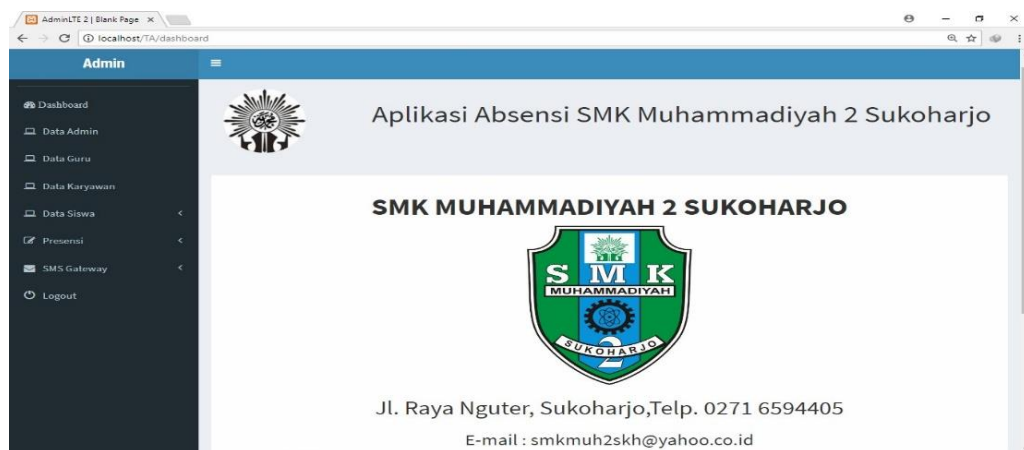 AdminLTE 2 | Blank Page
localhost/TA/dashboard
Admin
Dashboard
Data Admin
Data Guru
Data Karyawan
Data Siswa
Presensi
SMS Gateway
Logout
Aplikasi Absensi SMK Muhammadiyah 2 Sukoharjo
SMK MUHAMMADIYAH 2 SUKOHARJO
SMK
MUHAMMADIYAH
SUKOHARJO
2
Jl. Raya Nguter, Sukoharjo,Telp. 0271 6594405
E-mail : smkmuh2skh@yahoo.co.id